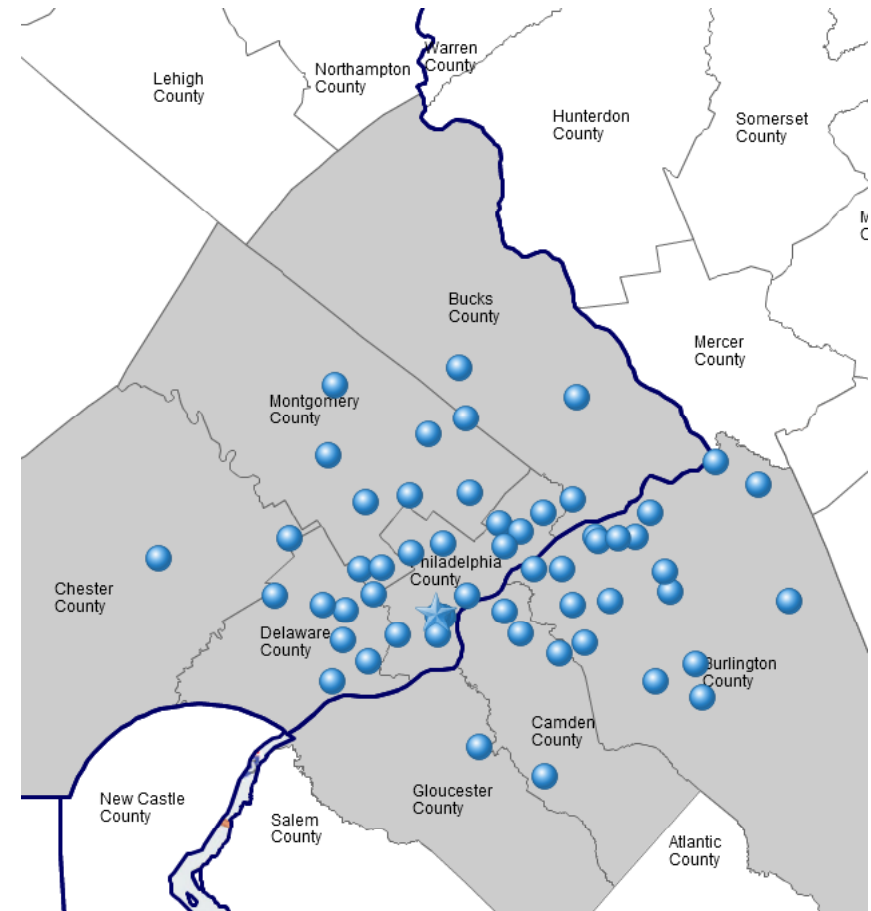 Warren
County
Northampton
County
Lehigh
County
Hunterdon
County
Somerset
County
M
C
Bucks
County
Mercer
County
Montgomery
County
Philadelphia
County
Chester
County
Delaware
County
Burlington
County
Camden
County
Gloucester
County
New Castle
County
Salem
County
Atlantic
County